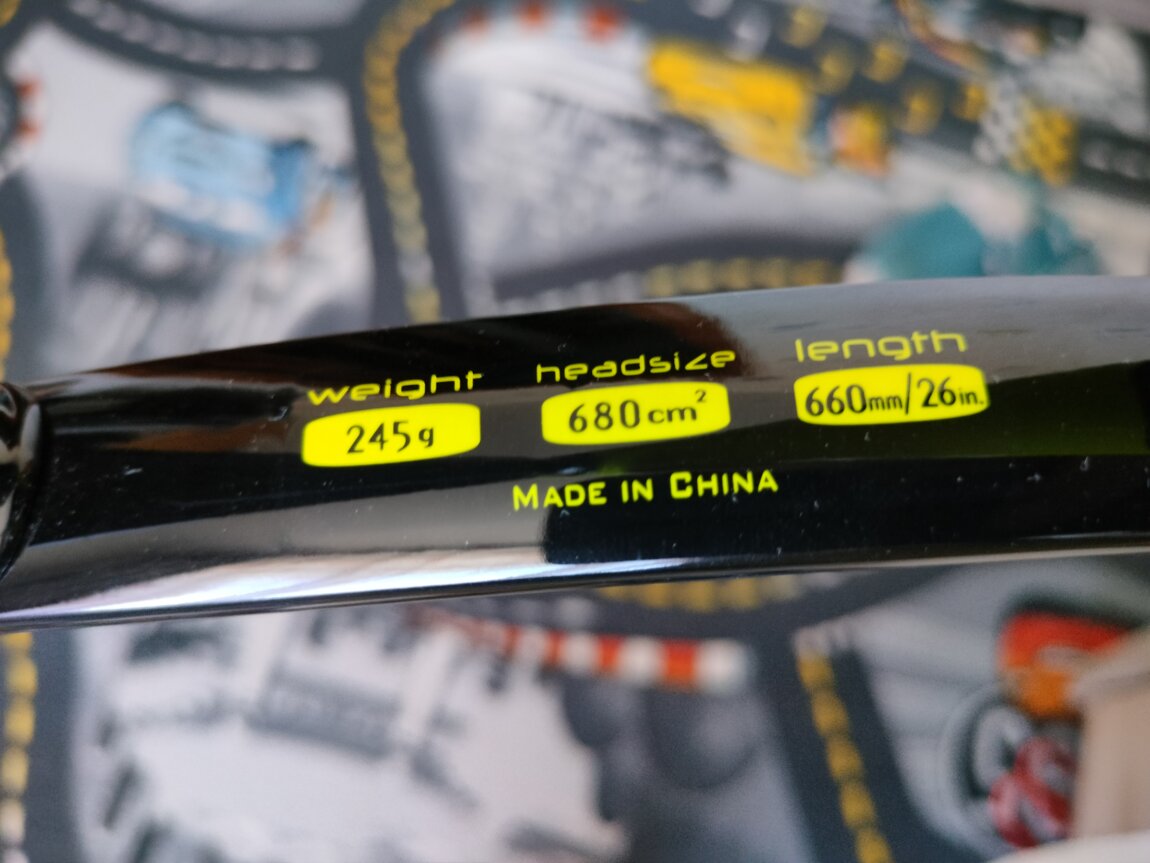 weight headsize length
245g 680cm² 660mm/26in.
MADE IN CHINA